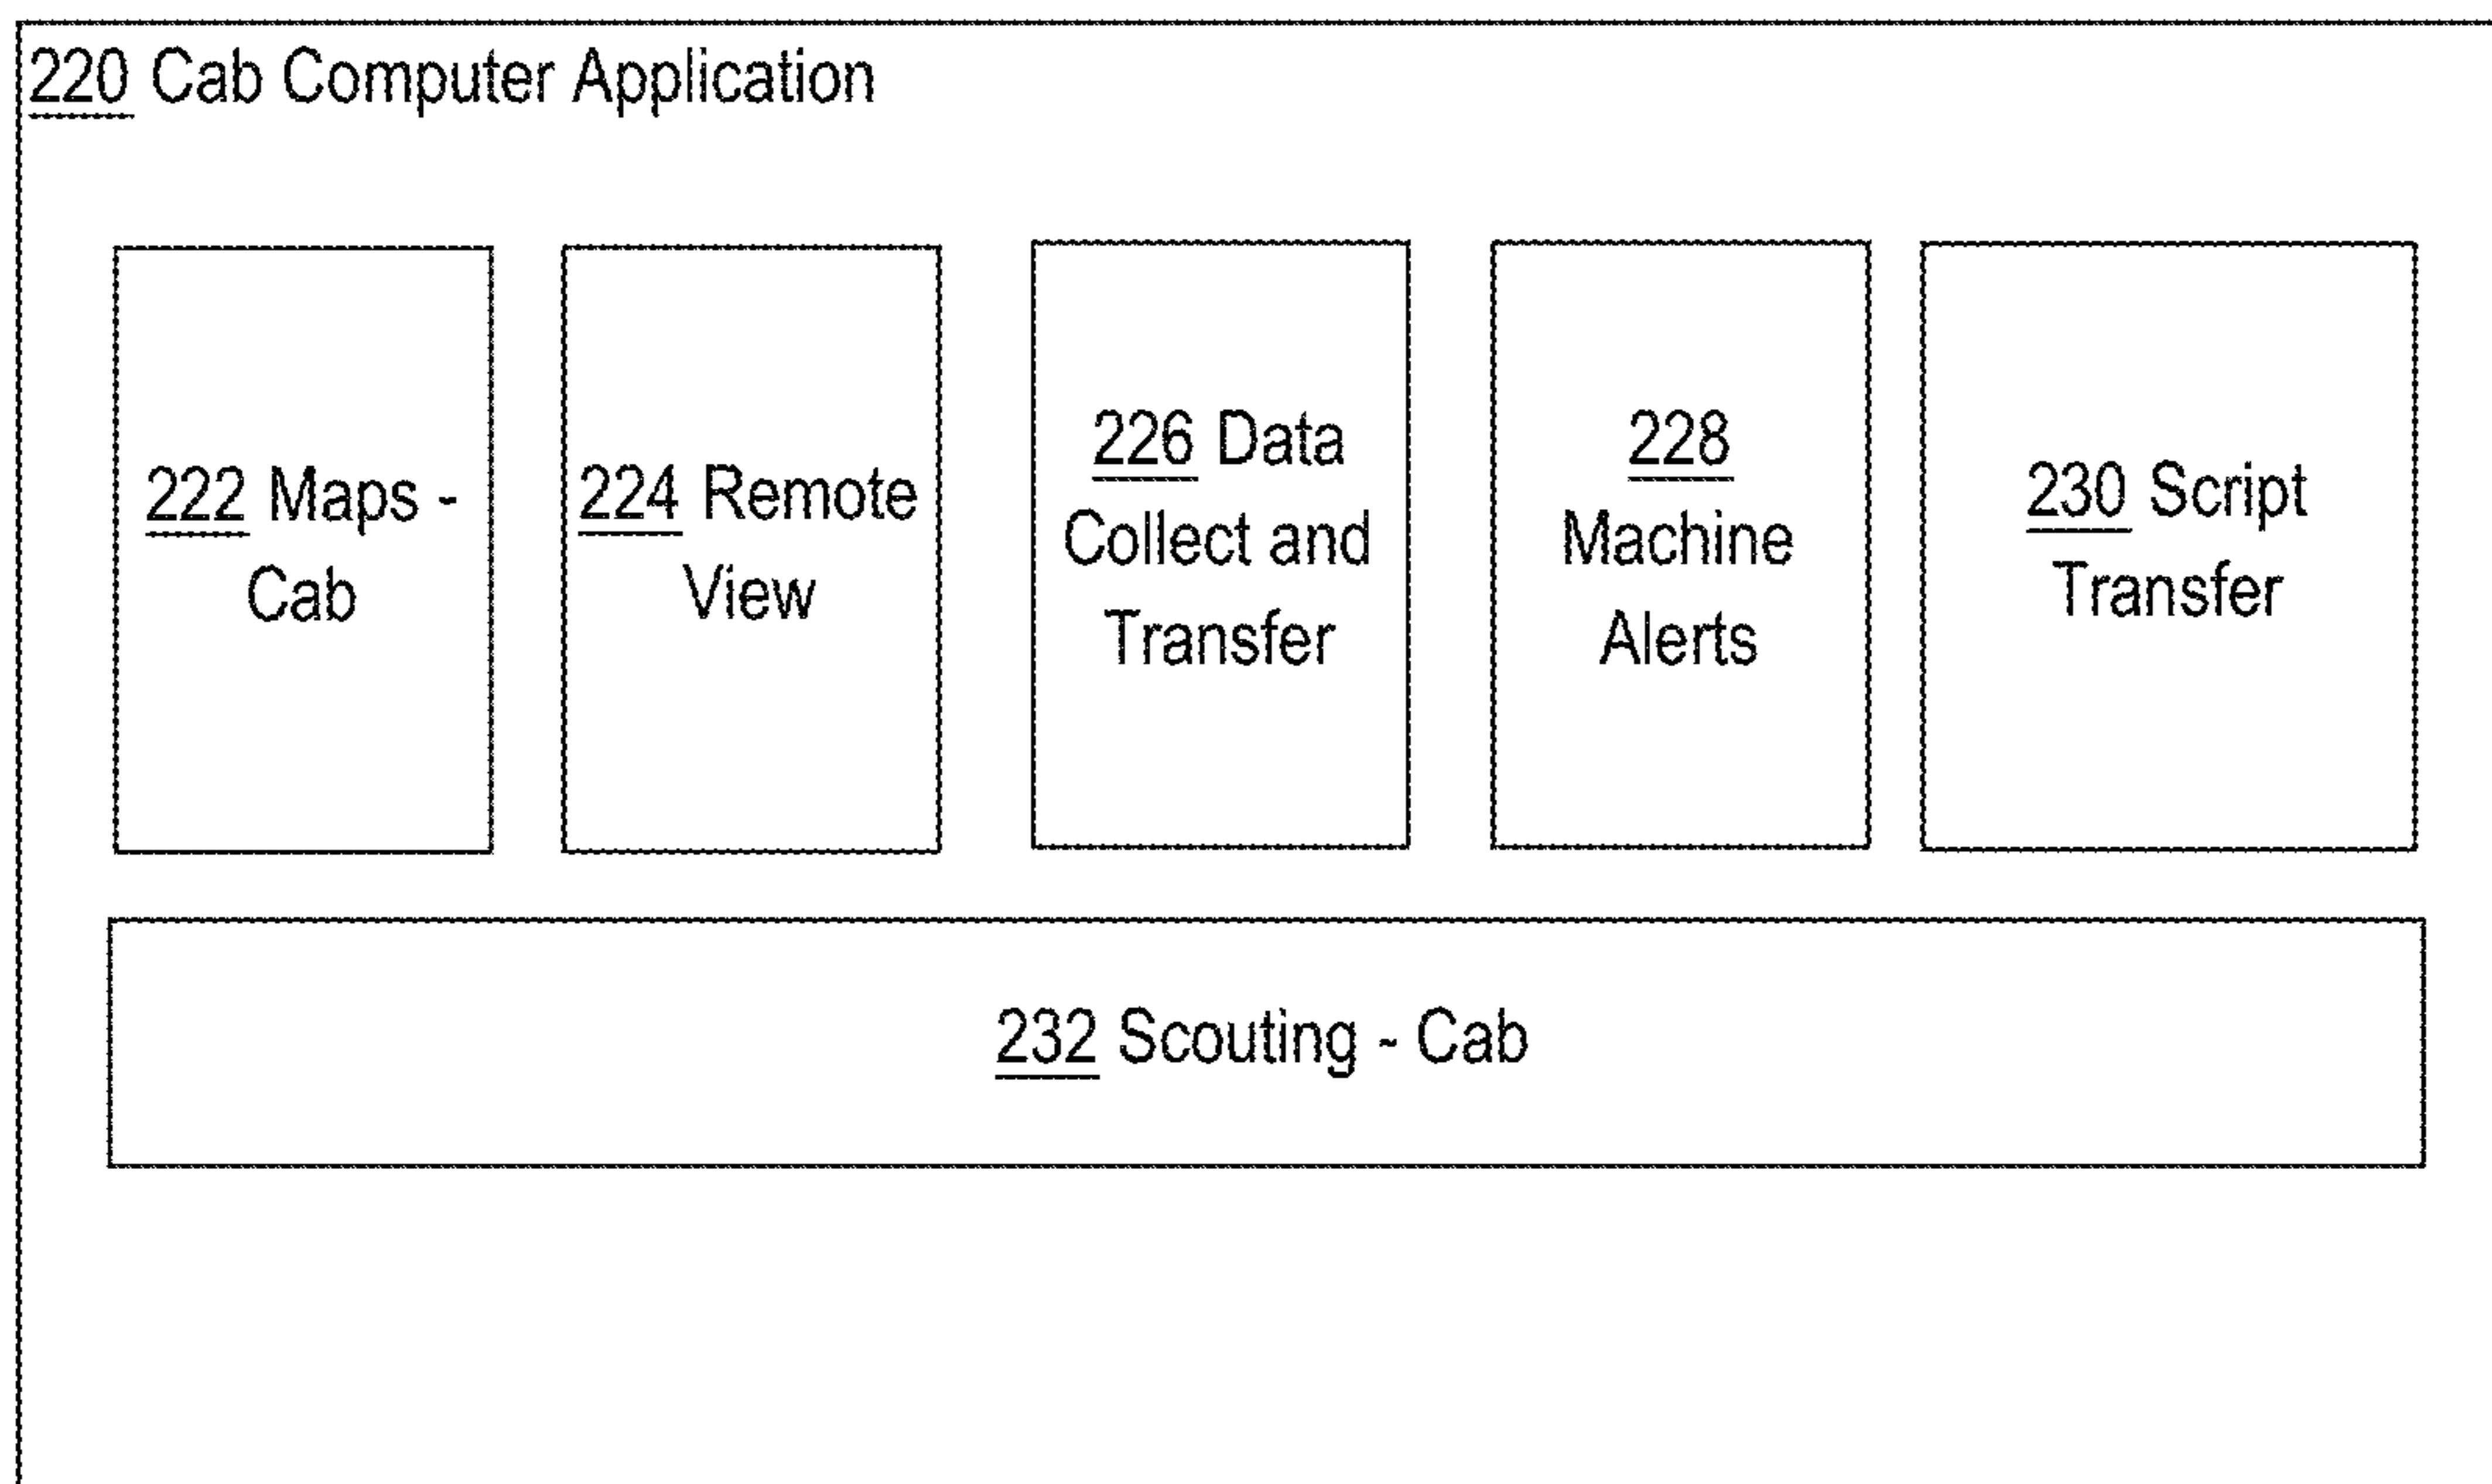 220 Cab Computer Application
222 Maps -
Cab
224 Remote
View
226 Data
Collect and
Transfer
228
Machine
Alerts
230 Script
Transfer
232 Scouting - Cab